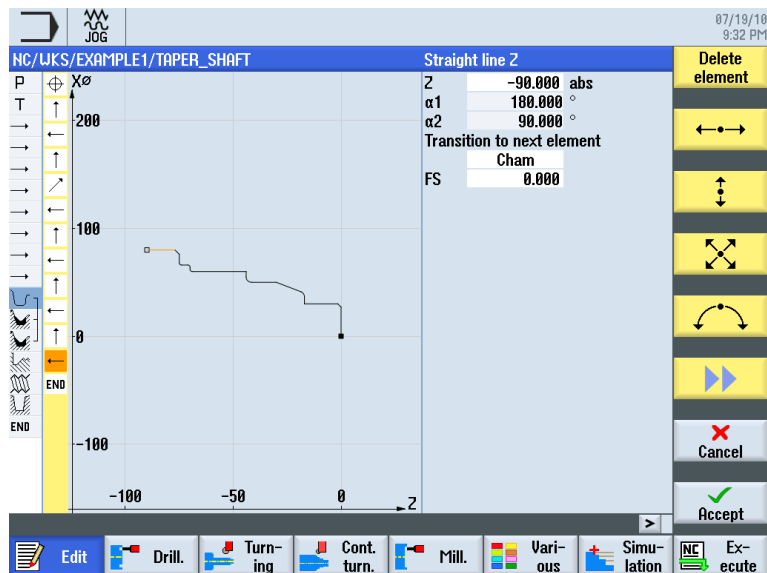 JOG
07/19/10
9:32 PM
NC/WKS/EXAMPLE1/TAPER_SHAFT
Straight line Z
Delete
element
P
T
END
END
XØ
200
100
0
-100
-100
-50
0
Z
Z -90.000 abs
α1 180.000 °
α2 90.000 °
Transition to next element
Cham
FS 0.000
Cancel
Accept
>
Edit
Drill.
Turn-
ing
Cont.
turn.
Mill.
Vari-
ous
Simu-
lation
NC
Ex-
ecute